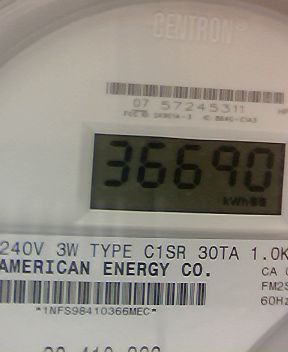 CENTRON®
07 57245311
36690
kWh
240V 3W TYPE C1SR 30TA 1.0K
AMERICAN ENERGY CO.
CA
FM2S
60Hz
*1NFS98410366MEC*